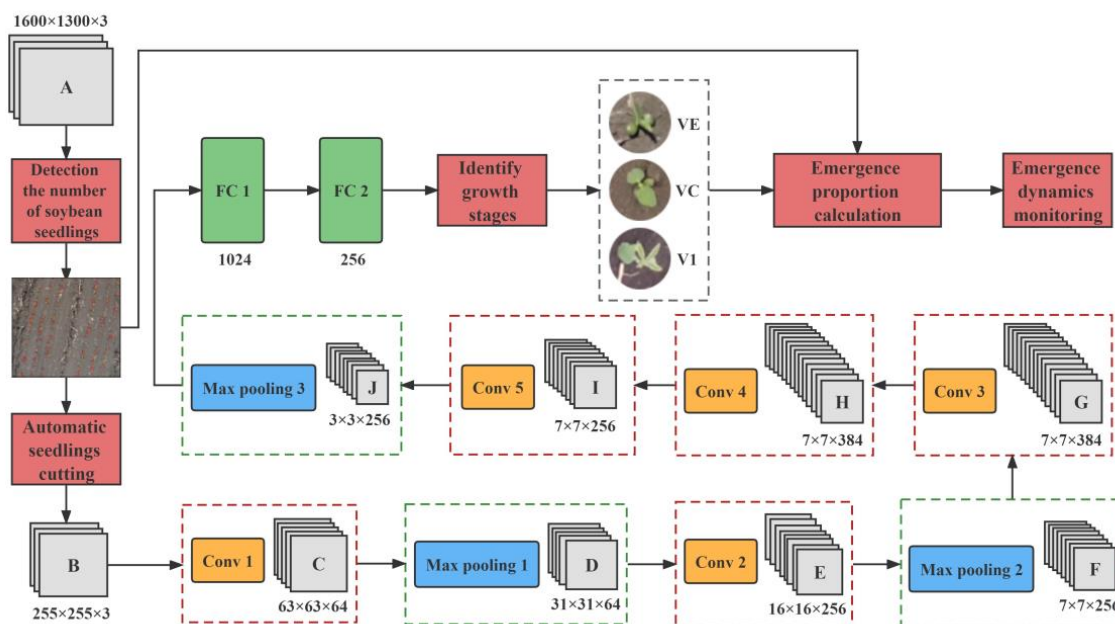 1600×1300×3
A
Detection
the number
of soybean
seedlings
FC 1
1024
FC 2
256
Identify
growth
stages
VE
VC
V1
Emergence
proportion
calculation
Emergence
dynamics
monitoring
Max pooling 3
J
3×3×256
Conv 5
I
7×7×256
Conv 4
H
7×7×384
Conv 3
G
7×7×384
Automatic
seedlings
cutting
B
255×255×3
Conv 1
C
63×63×64
Max pooling 1
D
31×31×64
Conv 2
E
16×16×256
Max pooling 2
F
7×7×256